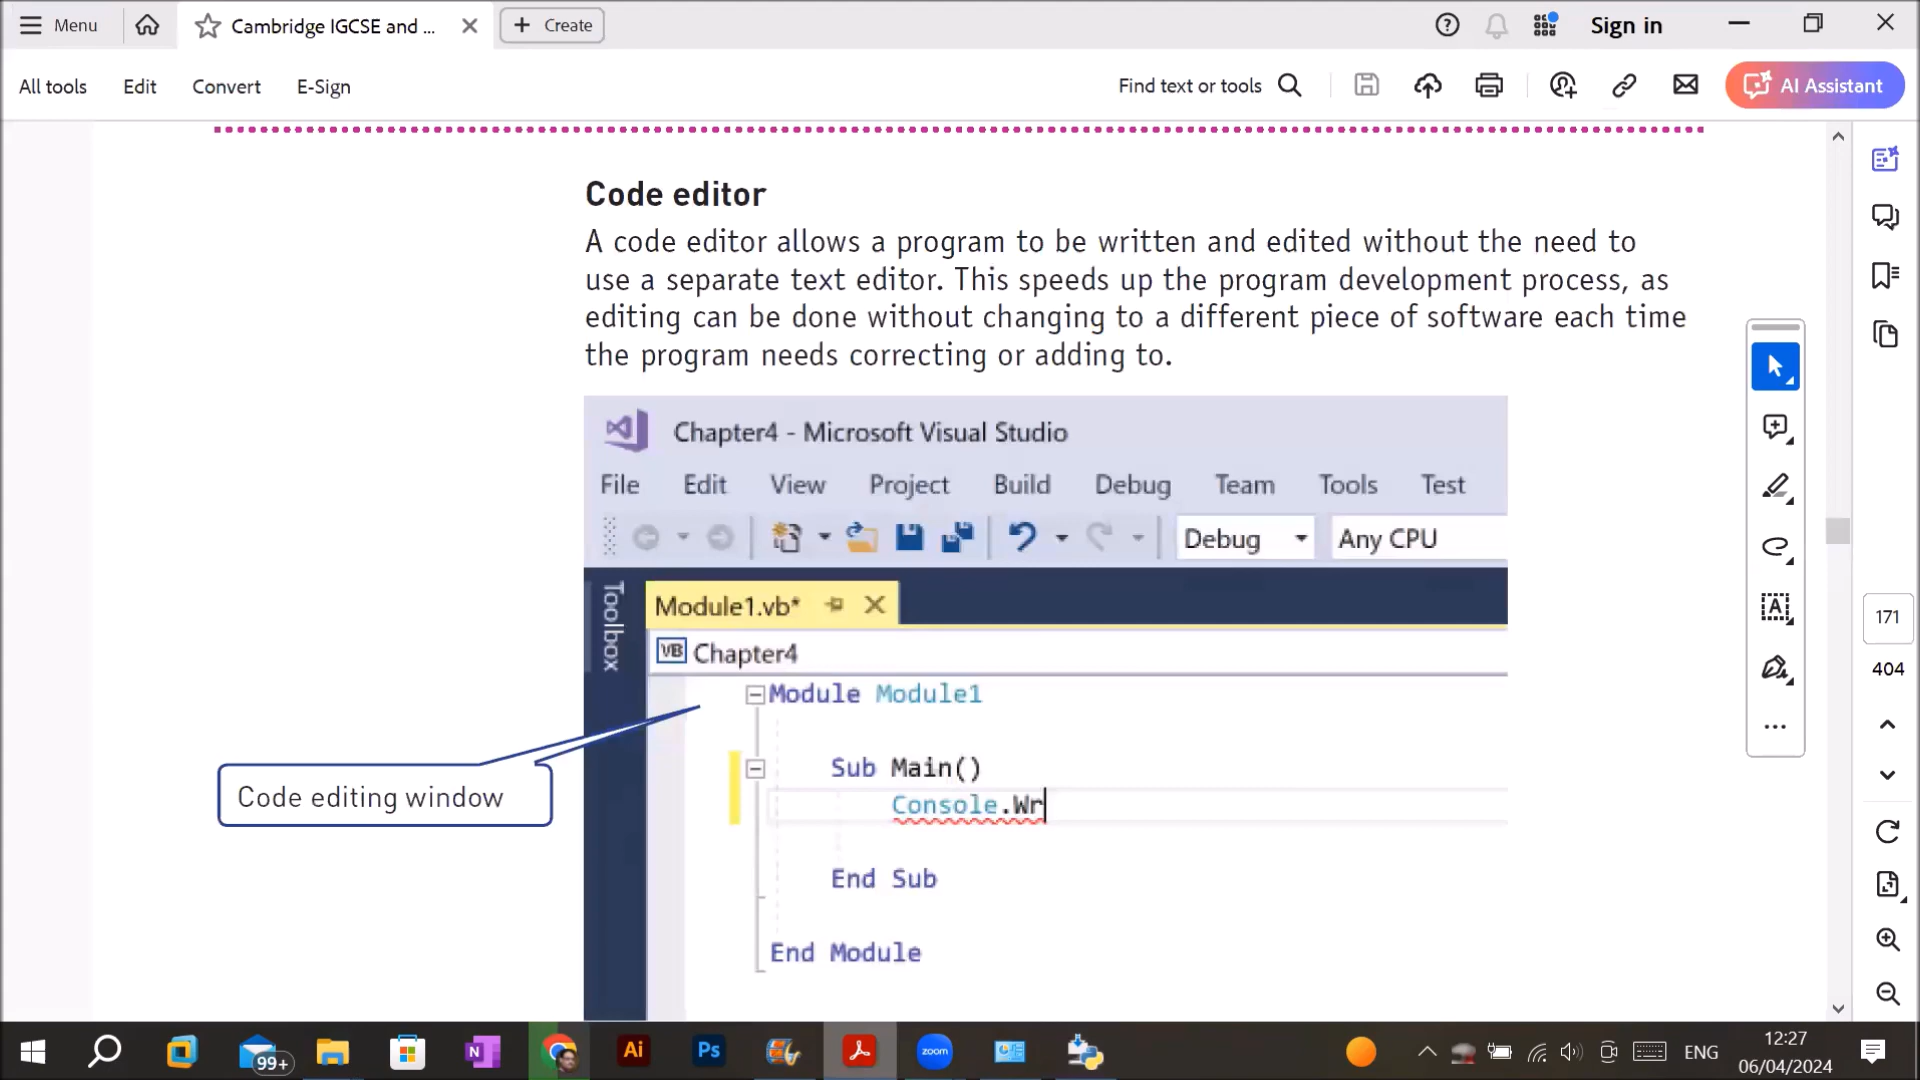 Menu
Cambridge IGCSE and ...
Create
Sign in
All tools
Edit
Convert
E-Sign
Find text or tools
AI Assistant
Code editor
A code editor allows a program to be written and edited without the need to
use a separate text editor. This speeds up the program development process, as
editing can be done without changing to a different piece of software each time
the program needs correcting or adding to.
Chapter4 - Microsoft Visual Studio
File Edit View Project Build Debug Team Tools Test
Debug
Any CPU
Toolbox
Module1.vb*
VB Chapter4
Module Module1
Sub Main()
Console.Wr
End Sub
End Module
Code editing window
171
404
99+
N
Ai
Ps
zoom
ENG
12:27
06/04/2024